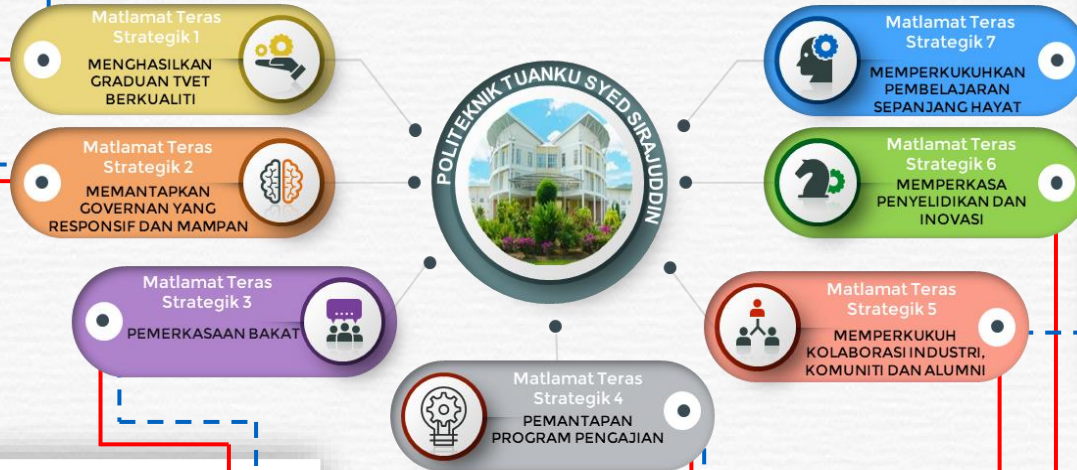 Matlamat Teras
Strategik 1
MENGHASILKAN
GRADUAN TVET
BERKUALITI
Matlamat Teras
Strategik 2
MEMANTAPKAN
GOVERNAN YANG
RESPONSIF DAN MAMPAN
Matlamat Teras
Strategik 3
PEMERKASAAN BAKAT
Matlamat Teras
Strategik 4
PEMANTAPAN
PROGRAM PENGAJIAN
Matlamat Teras
Strategik 5
MEMPERKUKUH
KOLABORASI INDUSTRI,
KOMUNITI DAN ALUMNI
Matlamat Teras
Strategik 6
MEMPERKASA
PENYELIDIKAN DAN
INOVASI
Matlamat Teras
Strategik 7
MEMPERKUKUHKAN
PEMBELAJARAN
SEPANJANG HAYAT
POLITEKNIK TUANKU SYED SIRAJUDDIN